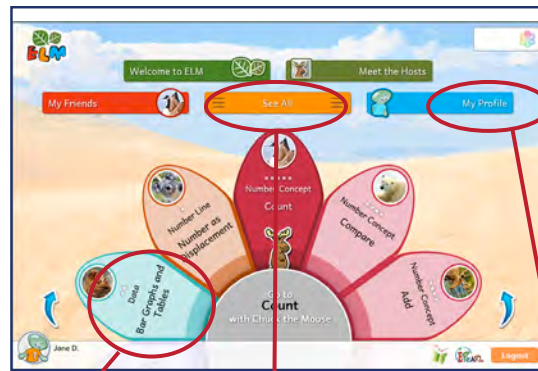 ELM
Welcome to ELM
Meet the Hosts
My Friends
See All
My Profile
Data
Bar Graphs and
Tables
Number Line
Number as
Displacement
Number Concept
Count
Number Concept
Compare
Number Concept
Add
Go to
Count
with Chuck the Mouse
Jane D.
Logout